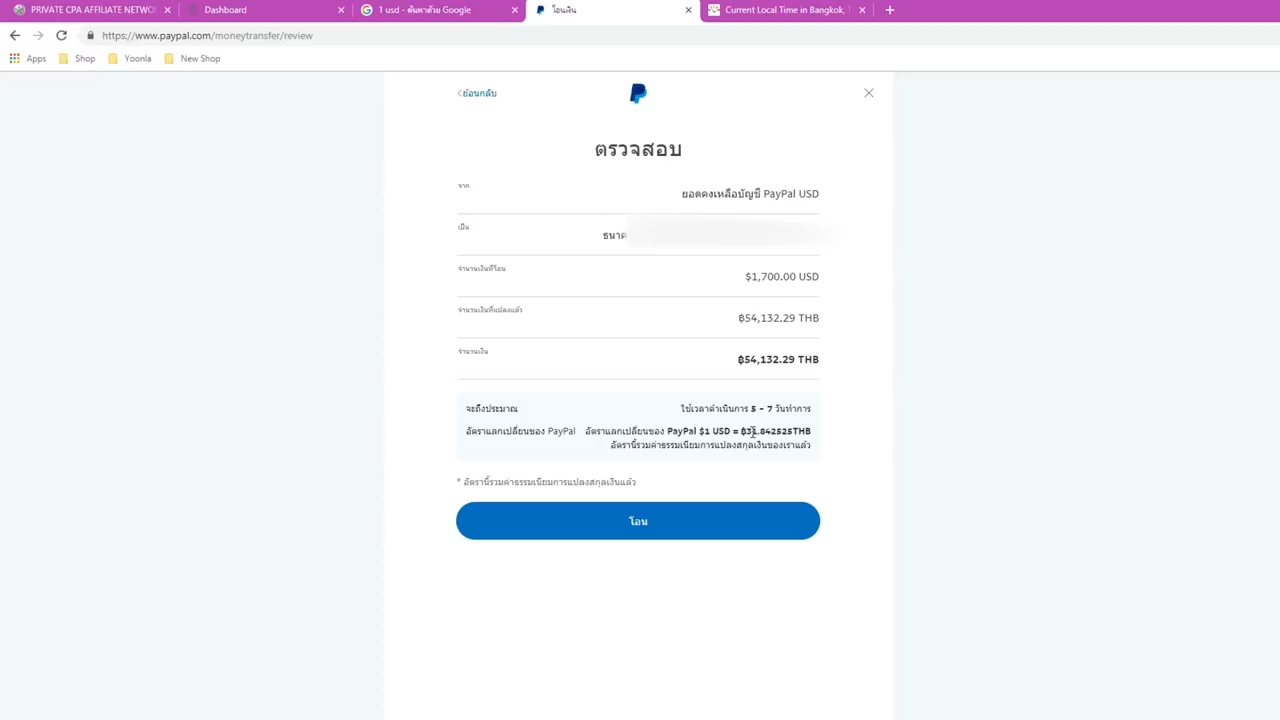 PRIVATE CPA AFFILIATE NETWOR
Dashboard
1 usd - ค้นหาด้วย Google
โอนเงิน
Current Local Time in Bangkok, T
https://www.paypal.com/moneytransfer/review
Apps Shop Yoonla New Shop
ย้อนกลับ
ตรวจสอบ
จาก ยอดคงเหลือบัญชี PayPal USD
เป็น ธนาค
จำนวนเงินที่โอน $1,700.00 USD
จำนวนเงินที่แปลงแล้ว ฿54,132.29 THB
จำนวนเงิน ฿54,132.29 THB
จะถึงประมาณ ใช้เวลาดำเนินการ 5 - 7 วันทำการ
อัตราแลกเปลี่ยนของ PayPal อัตราแลกเปลี่ยนของ PayPal $1 USD = ฿31.842525THB
อัตรานี้รวมค่าธรรมเนียมการแปลงสกุลเงินของเราแล้ว
* อัตรานี้รวมค่าธรรมเนียมการแปลงสกุลเงินแล้ว
โอน